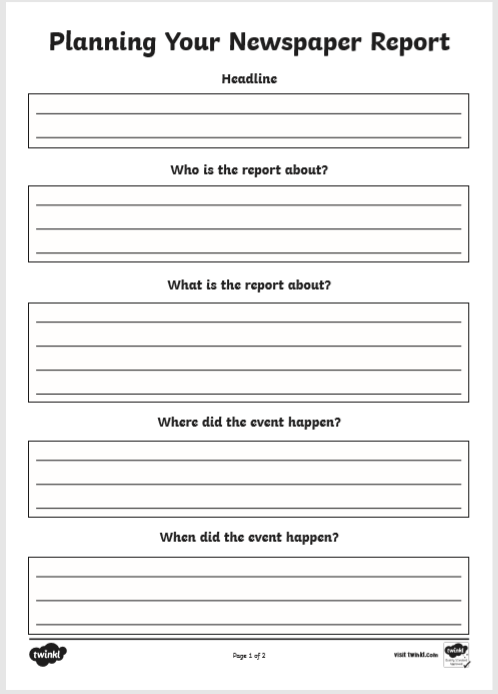 Planning Your Newspaper Report
Headline
Who is the report about?
What is the report about?
Where did the event happen?
When did the event happen?
twinkl
Page 1 of 2
visit twinkl.com
twinkl